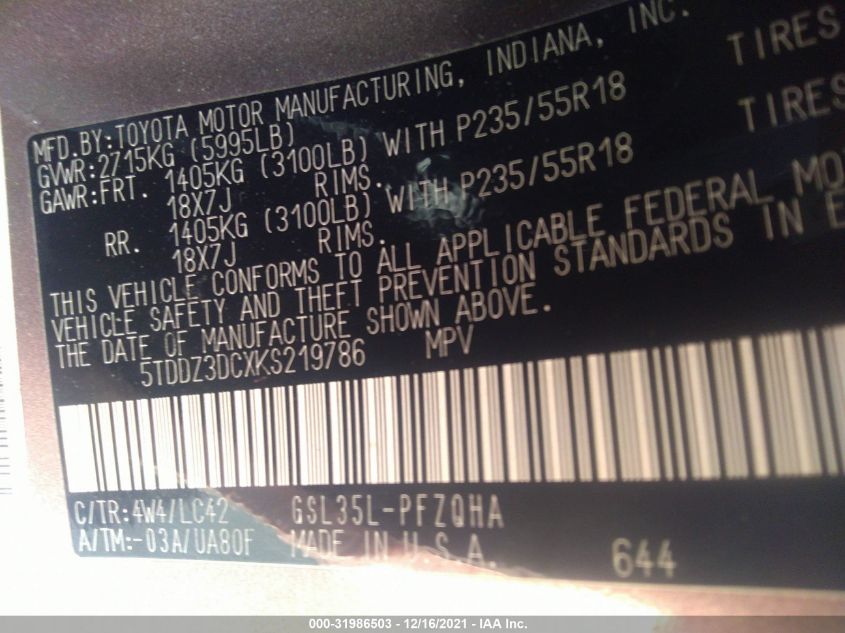 MFD.BY:TOYOTA MOTOR MANUFACTURING, INDIANA, INC.
GVWR:2715KG (5995LB)
GAWR:FRT. 1405KG (3100LB) WITH P235/55R18 TIRES
18X7J RIMS.
RR. 1405KG (3100LB) WITH P235/55R18 TIRES
18X7J RIMS.
THIS VEHICLE CONFORMS TO ALL APPLICABLE FEDERAL MO
VEHICLE SAFETY AND THEFT PREVENTION STANDARDS IN E
THE DATE OF MANUFACTURE SHOWN ABOVE.
5TDDZ3DCXKS219786 MPV
C/TR:4W4/LC42 GSL35L-PFZQHA
A/TM:-03A/UA80F MADE IN U.S.A. 644
000-31986503 - 12/16/2021 - IAA Inc.